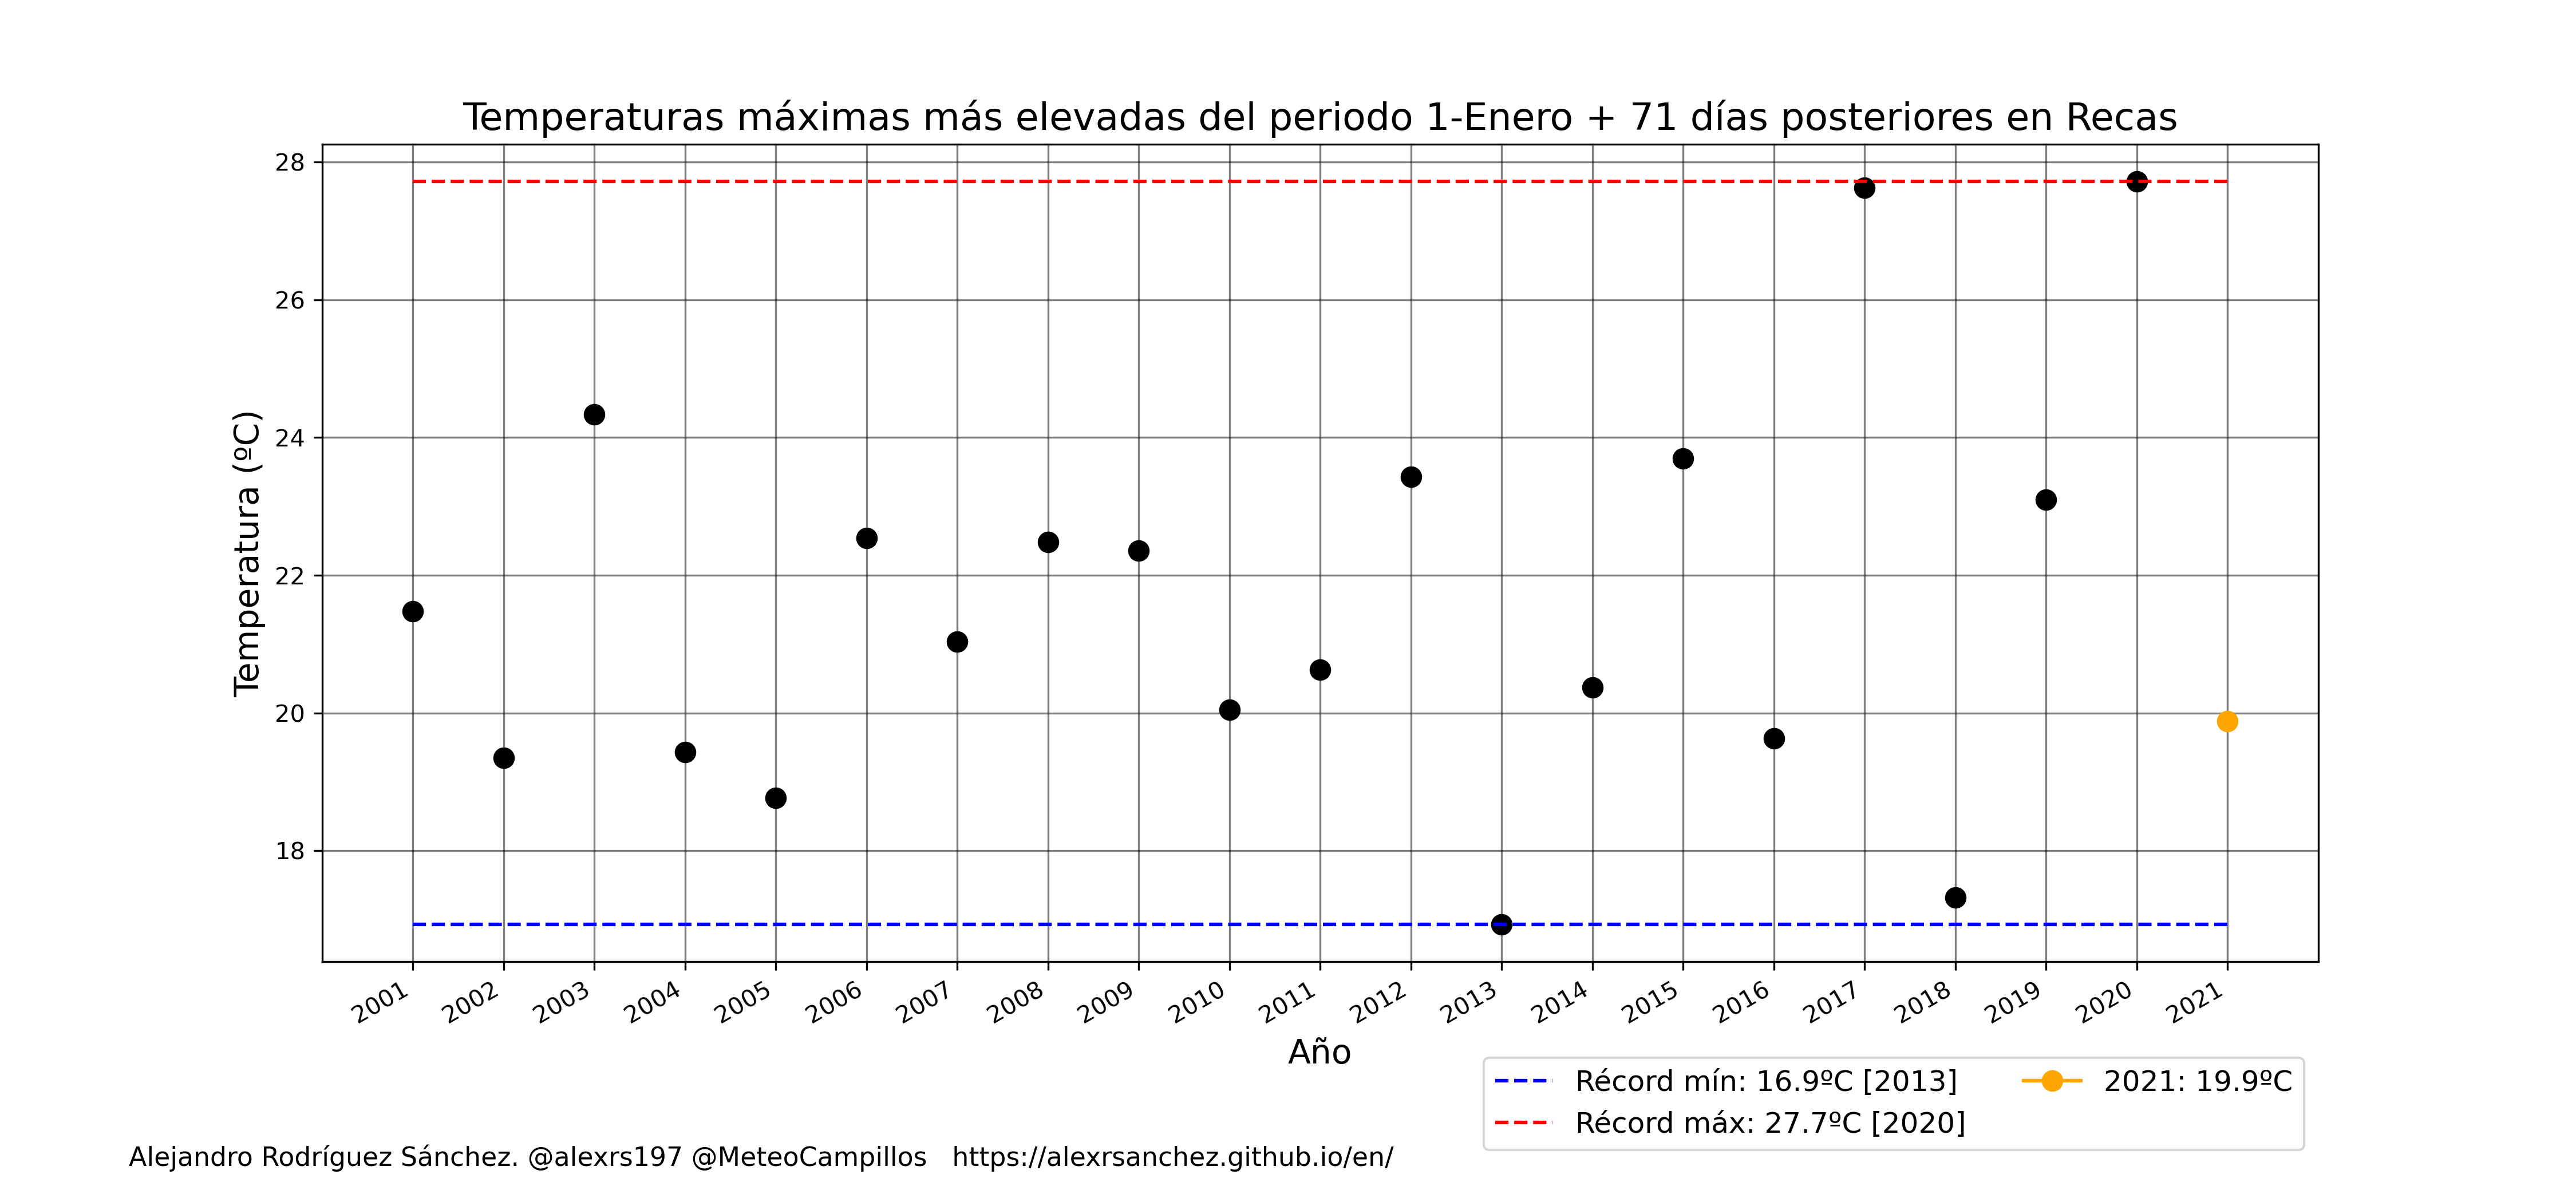 Temperaturas máximas más elevadas del periodo 1-Enero + 71 días posteriores en Recas
Temperatura (ºC)
28
26
24
22
20
18
2001 2002 2003 2004 2005 2006 2007 2008 2009 2010 2011 2012 2013 2014 2015 2016 2017 2018 2019 2020 2021
Año
Récord mín: 16.9ºC [2013]
Récord máx: 27.7ºC [2020]
2021: 19.9ºC
Alejandro Rodríguez Sánchez. @alexrs197 @MeteoCampillos https://alexrsanchez.github.io/en/